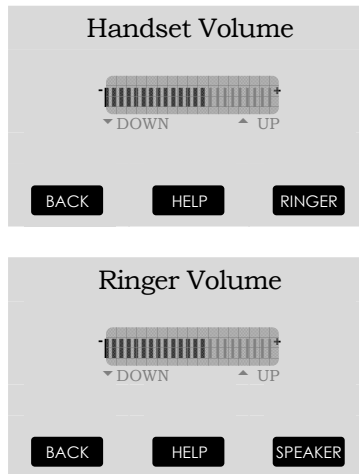 Handset Volume
- +
▼ DOWN ▲ UP
BACK HELP RINGER
Ringer Volume
- +
▼ DOWN ▲ UP
BACK HELP SPEAKER